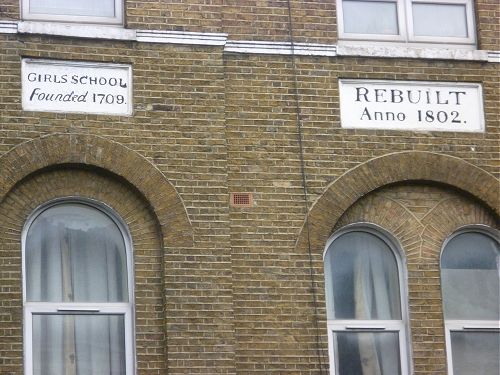 GIRLS SCHOOL
Founded 1709.
REBUILT
Anno 1802.